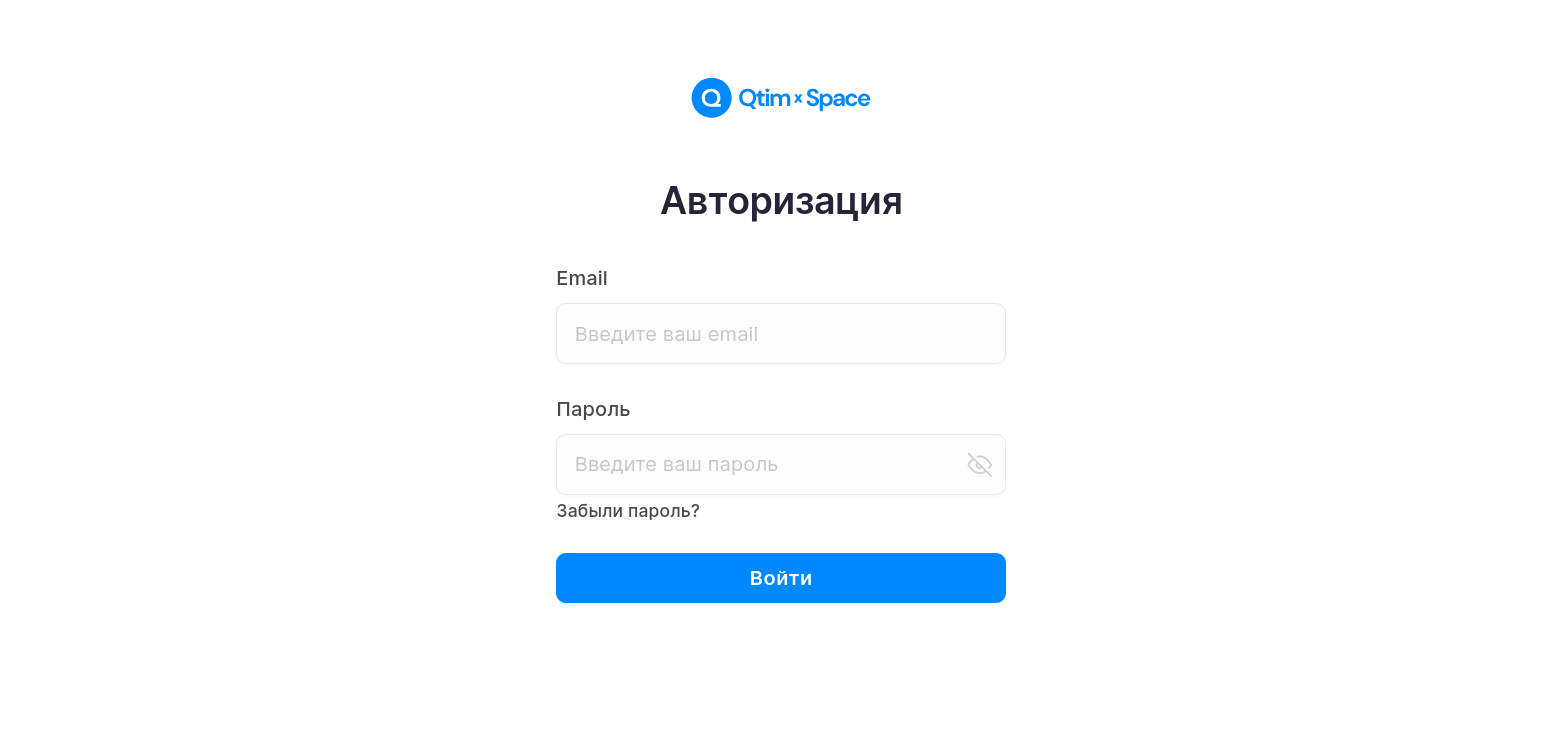 Qtim x Space
Авторизация
Email
Введите ваш email
Пароль
Введите ваш пароль
Забыли пароль?
Войти